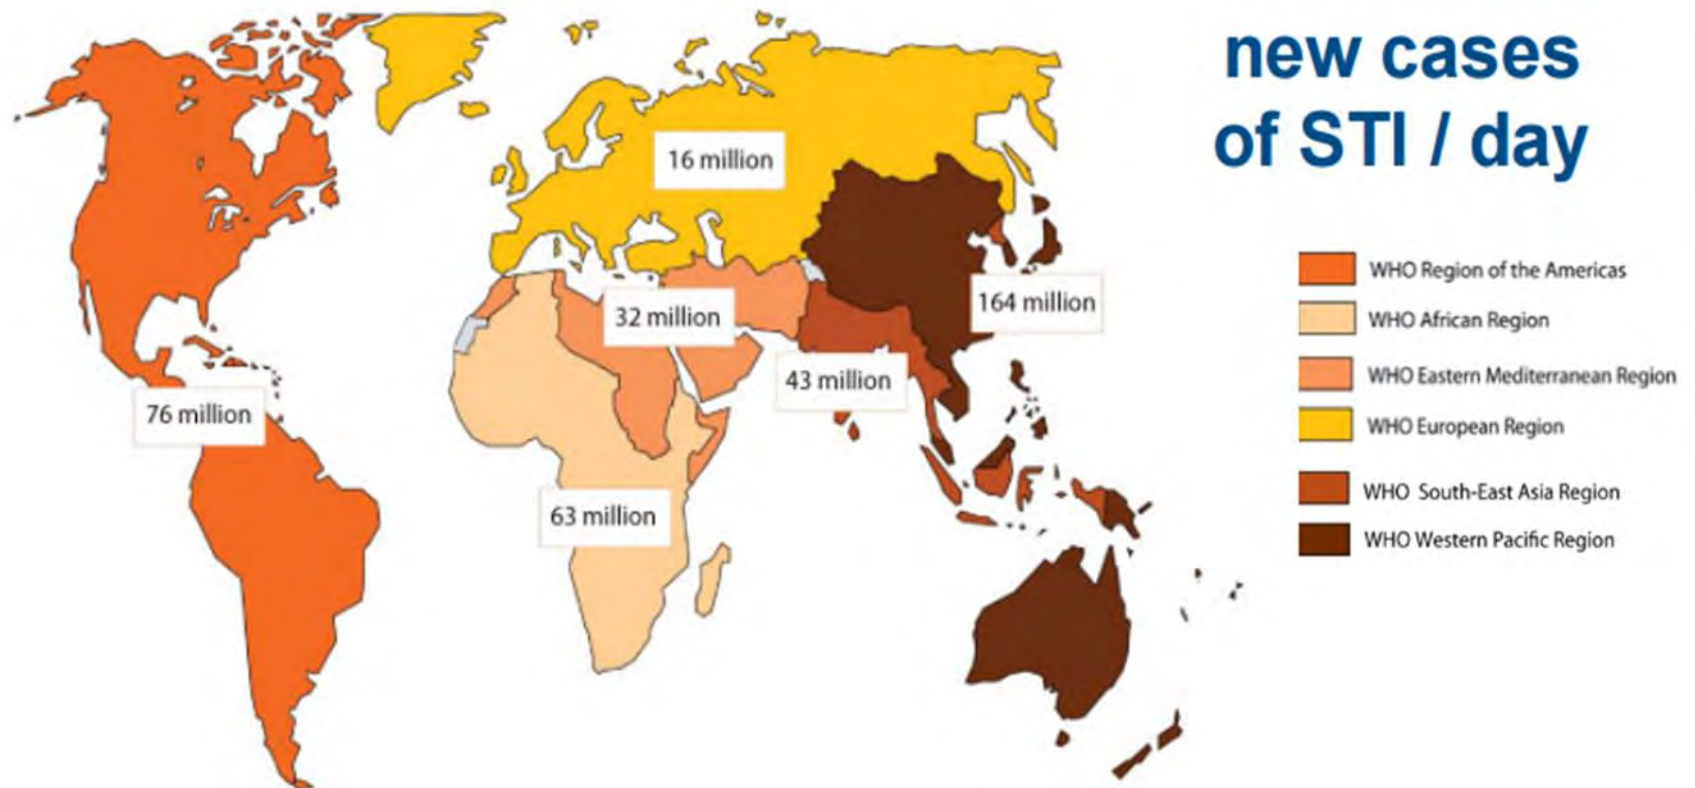 new cases
of STI / day
16 million
164 million
32 million
43 million
76 million
63 million
WHO Region of the Americas
WHO African Region
WHO Eastern Mediterranean Region
WHO European Region
WHO South-East Asia Region
WHO Western Pacific Region